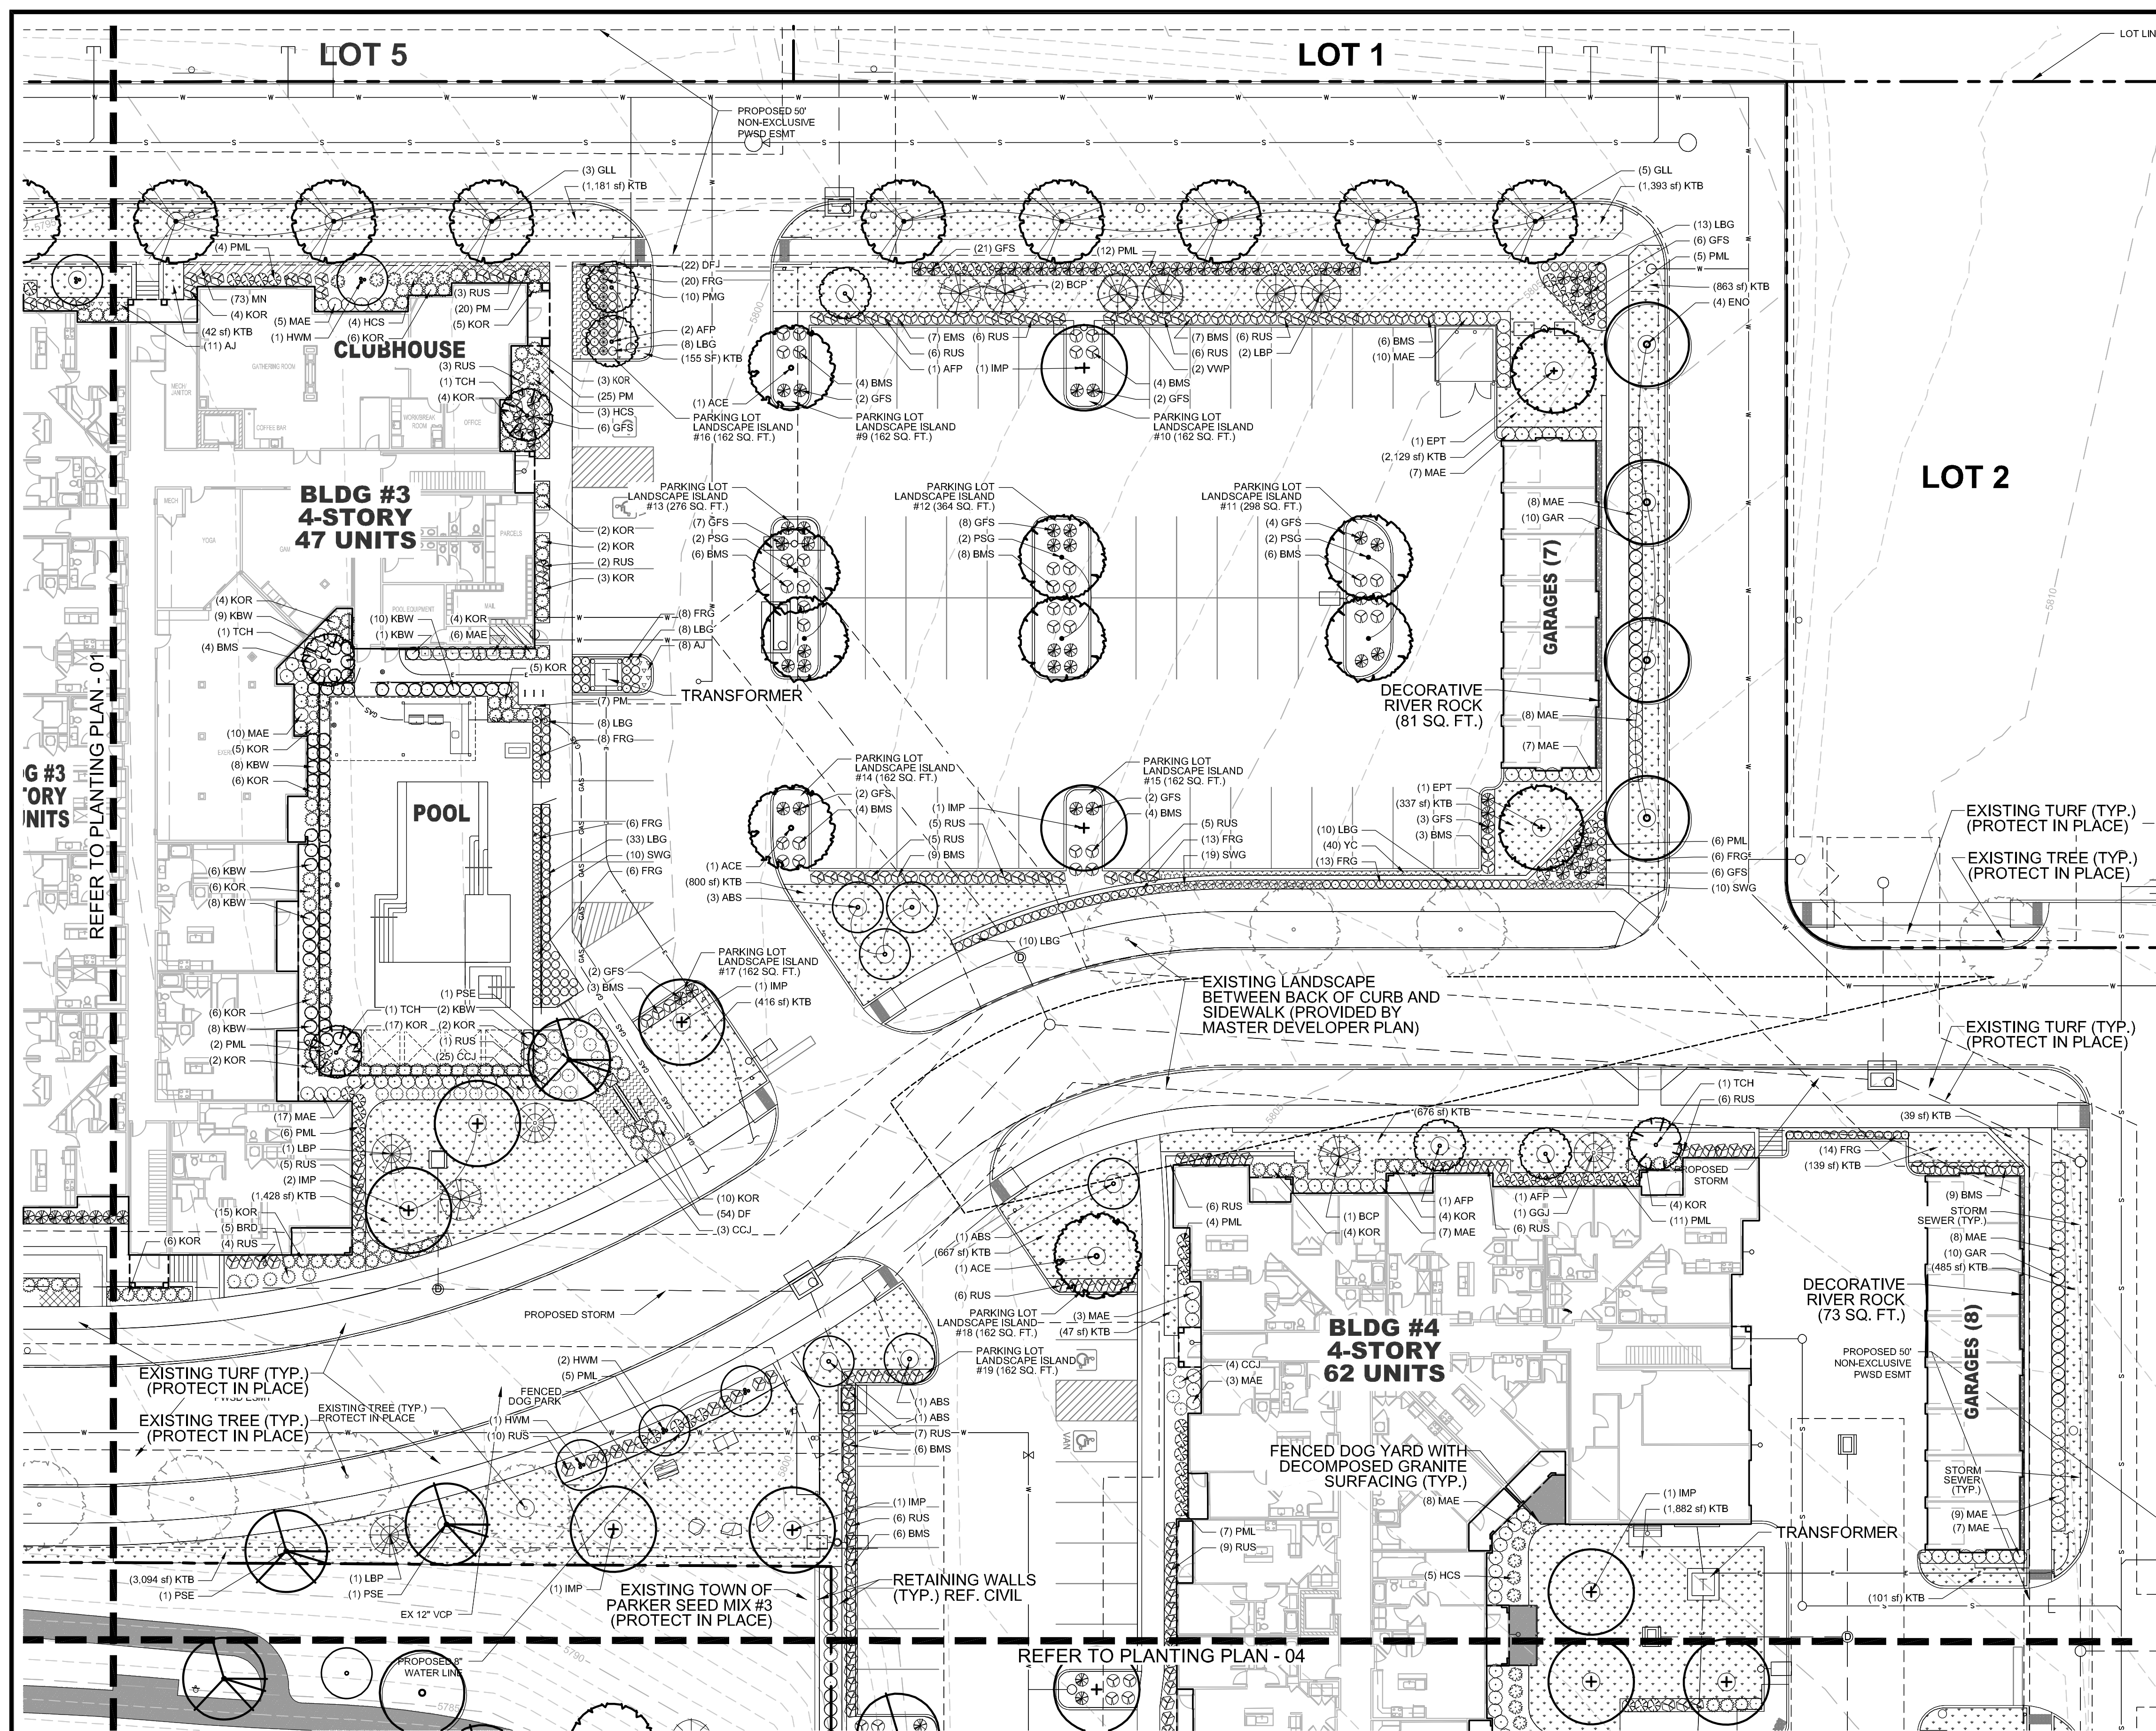 LOT 5
LOT 1
PROPOSED 50'
NON-EXCLUSIVE
PWSD ESMT
(3) GLL
(1,181 sf) KTB
(5) GLL
(1,393 sf) KTB
5795
(4) PML
(73) MN
(4) KOR
(42 sf) KTB
(11) AJ
(5) MAE
(1) HWM
(4) HCS
(6) KOR
(3) RUS
(20) PM
(5) KOR
CLUBHOUSE
(22) DF
(20) FRG
(10) PMG
(2) AFP
(8) LBG
(155 SF) KTB
5800
(21) GFS
(12) PML
(2) BCP
(7) EMS
(6) RUS
(1) AFP
(6) RUS
(1) IMP
(7) BMS
(6) RUS
(2) VWP
(6) RUS
(2) LBP
(6) BMS
(10) MAE
(13) LBG
(6) GFS
(5) PML
(863 sf) KTB
(4) ENO
GATHERING ROOM
MECH/
JANITOR
COFFEE BAR
WORK/BREAK
ROOM
OFFICE
(3) RUS
(1) TCH
(4) KOR
(3) KOR
(25) PM
(3) HCS
(6) GFS
PARKING LOT
LANDSCAPE ISLAND
#16 (162 SQ. FT.)
(1) ACE
(4) BMS
(2) GFS
PARKING LOT
LANDSCAPE ISLAND
#9 (162 SQ. FT.)
(4) BMS
(2) GFS
PARKING LOT
LANDSCAPE ISLAND
#10 (162 SQ. FT.)
(1) EPT
(2,129 sf) KTB
(7) MAE
LOT 2
BLDG #3
4-STORY
47 UNITS
MECH
YOGA
PARCELS
POOL EQUIPMENT
MAIL
PARKING LOT
LANDSCAPE ISLAND
#13 (276 SQ. FT.)
(7) GFS
(2) PSG
(6) BMS
PARKING LOT
LANDSCAPE ISLAND
#12 (364 SQ. FT.)
(8) GFS
(2) PSG
(8) BMS
PARKING LOT
LANDSCAPE ISLAND
#11 (298 SQ. FT.)
(4) GFS
(2) PSG
(6) BMS
(8) MAE
(10) GAR
GARAGES (7)
5810
(2) KOR
(2) KOR
(2) RUS
(3) KOR
(4) KOR
(9) KBW
(1) TCH
(4) BMS
(10) KBW
(1) KBW
(4) KOR
(6) MAE
(8) FRG
(8) LBG
(8) AJ
(5) KOR
TRANSFORMER
(7) PM
(8) LBG
(8) FRG
DECORATIVE
RIVER ROCK
(81 SQ. FT.)
(8) MAE
(7) MAE
REFER TO PLANTING PLAN - 01
(10) MAE
(5) KOR
(8) KBW
(6) KOR
POOL
PARKING LOT
LANDSCAPE ISLAND
#14 (162 SQ. FT.)
(2) GFS
(4) BMS
PARKING LOT
LANDSCAPE ISLAND
#15 (162 SQ. FT.)
(2) GFS
(4) BMS
(1) IMP
(5) RUS
(5) RUS
(9) BMS
(1) ACE
(800 sf) KTB
(3) ABS
(5) RUS
(13) FRG
(19) SWG
(10) LBG
(40) YC
(13) FRG
(1) EPT
(337 sf) KTB
(3) GFS
(3) BMS
(6) PML
(6) FRG
(6) GFS
(10) SWG
(10) LBG
EXISTING TURF (TYP.)
(PROTECT IN PLACE)
EXISTING TREE (TYP.)
(PROTECT IN PLACE)
(6) FRG
(33) LBG
(10) SWG
(6) FRG
(6) KBW
(6) KOR
(8) KBW
(6) KOR
(8) KBW
(2) PML
(2) KOR
PARKING LOT
LANDSCAPE ISLAND
#17 (162 SQ. FT.)
(2) GFS
(3) BMS
(1) IMP
(416 sf) KTB
(1) PSE
(1) TCH
(2) KBW
(17) KOR
(2) KOR
(1) RUS
(25) CCJ
EXISTING LANDSCAPE
BETWEEN BACK OF CURB AND
SIDEWALK (PROVIDED BY
MASTER DEVELOPER PLAN)
EXISTING TURF (TYP.)
(PROTECT IN PLACE)
5805
(676 sf) KTB
(1) TCH
(6) RUS
(39 sf) KTB
(14) FRG
(139 sf) KTB
(17) MAE
(6) PML
(1) LBP
(5) RUS
(2) IMP
(1,428 sf) KTB
(15) KOR
(5) BRD
(4) RUS
(6) KOR
(10) KOR
(54) DF
(3) CCJ
PROPOSED
STORM
(6) RUS
(4) PML
(1) BCP
(4) KOR
(1) AFP
(4) KOR
(7) MAE
(1) AFP
(1) GGJ
(6) RUS
(4) KOR
(11) PML
(9) BMS
STORM
SEWER (TYP.)
(8) MAE
(10) GAR
(485 sf) KTB
(1) ABS
(667 sf) KTB
(1) ACE
(6) RUS
PARKING LOT
LANDSCAPE ISLAND
#18 (162 SQ. FT.)
(3) MAE
(47 sf) KTB
PROPOSED STORM
PARKING LOT
LANDSCAPE ISLAND
#19 (162 SQ. FT.)
(4) CCJ
(3) MAE
BLDG #4
4-STORY
62 UNITS
DECORATIVE
RIVER ROCK
(73 SQ. FT.)
PROPOSED 50'
NON-EXCLUSIVE
PWSD ESMT
GARAGES (8)
EXISTING TURF (TYP.)
(PROTECT IN PLACE)
EXISTING TREE (TYP.)
(PROTECT IN PLACE)
EXISTING TREE (TYP.)
PROTECT IN PLACE
(2) HWM
(5) PML
FENCED
DOG PARK
(1) HWM
(10) RUS
(1) ABS
(1) ABS
(7) RUS
(6) BMS
VAN
FENCED DOG YARD WITH
DECOMPOSED GRANITE
SURFACING (TYP.)
(8) MAE
(1) IMP
(1,882 sf) KTB
TRANSFORMER
STORM
SEWER
(TYP.)
(9) MAE
(7) MAE
(1) IMP
(6) RUS
(6) BMS
(7) PML
(9) RUS
(5) HCS
(101 sf) KTB
(3,094 sf) KTB
(1) PSE
(1) LBP
(1) PSE
EX 12" VCP
(1) IMP
EXISTING TOWN OF
PARKER SEED MIX #3
(PROTECT IN PLACE)
RETAINING WALLS
(TYP.) REF. CIVIL
REFER TO PLANTING PLAN - 04
PROPOSED 8"
WATER LINE
5790
5785